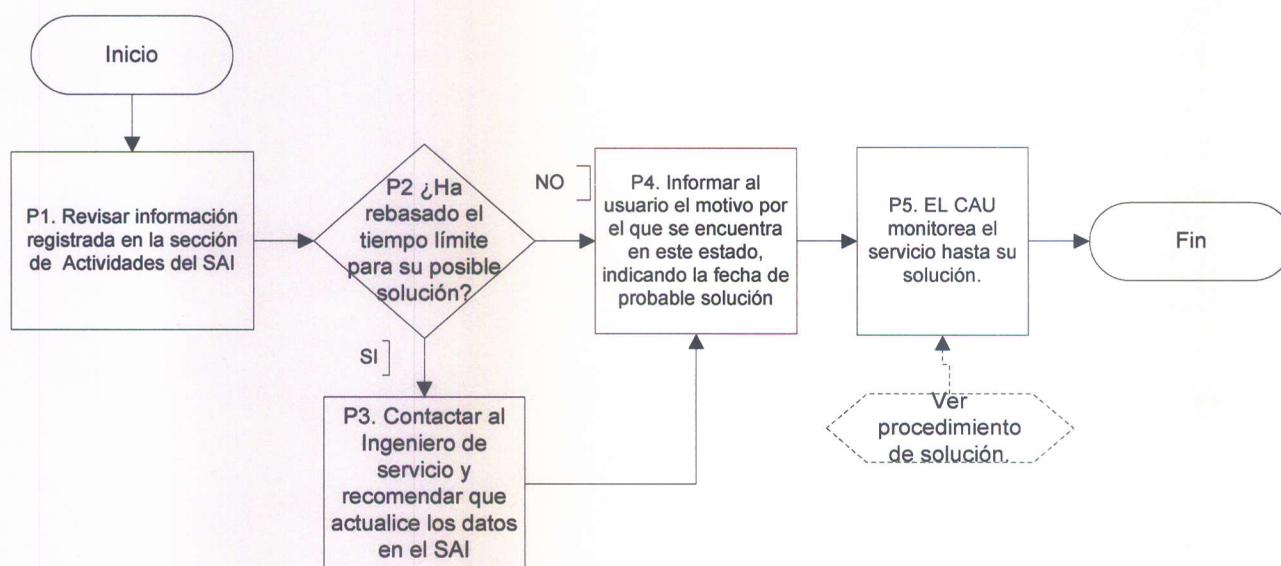 Inicio
P1. Revisar información
registrada en la sección
de Actividades del SAI
P2 ¿Ha
rebasado el
tiempo límite
para su posible
solución?
NO
SI
P3. Contactar al
Ingeniero de
servicio y
recomendar que
actualice los datos
en el SAI
P4. Informar al
usuario el motivo por
el que se encuentra
en este estado,
indicando la fecha de
probable solución
P5. EL CAU
monitorea el
servicio hasta su
solución.
Ver
procedimiento
de solución.
Fin